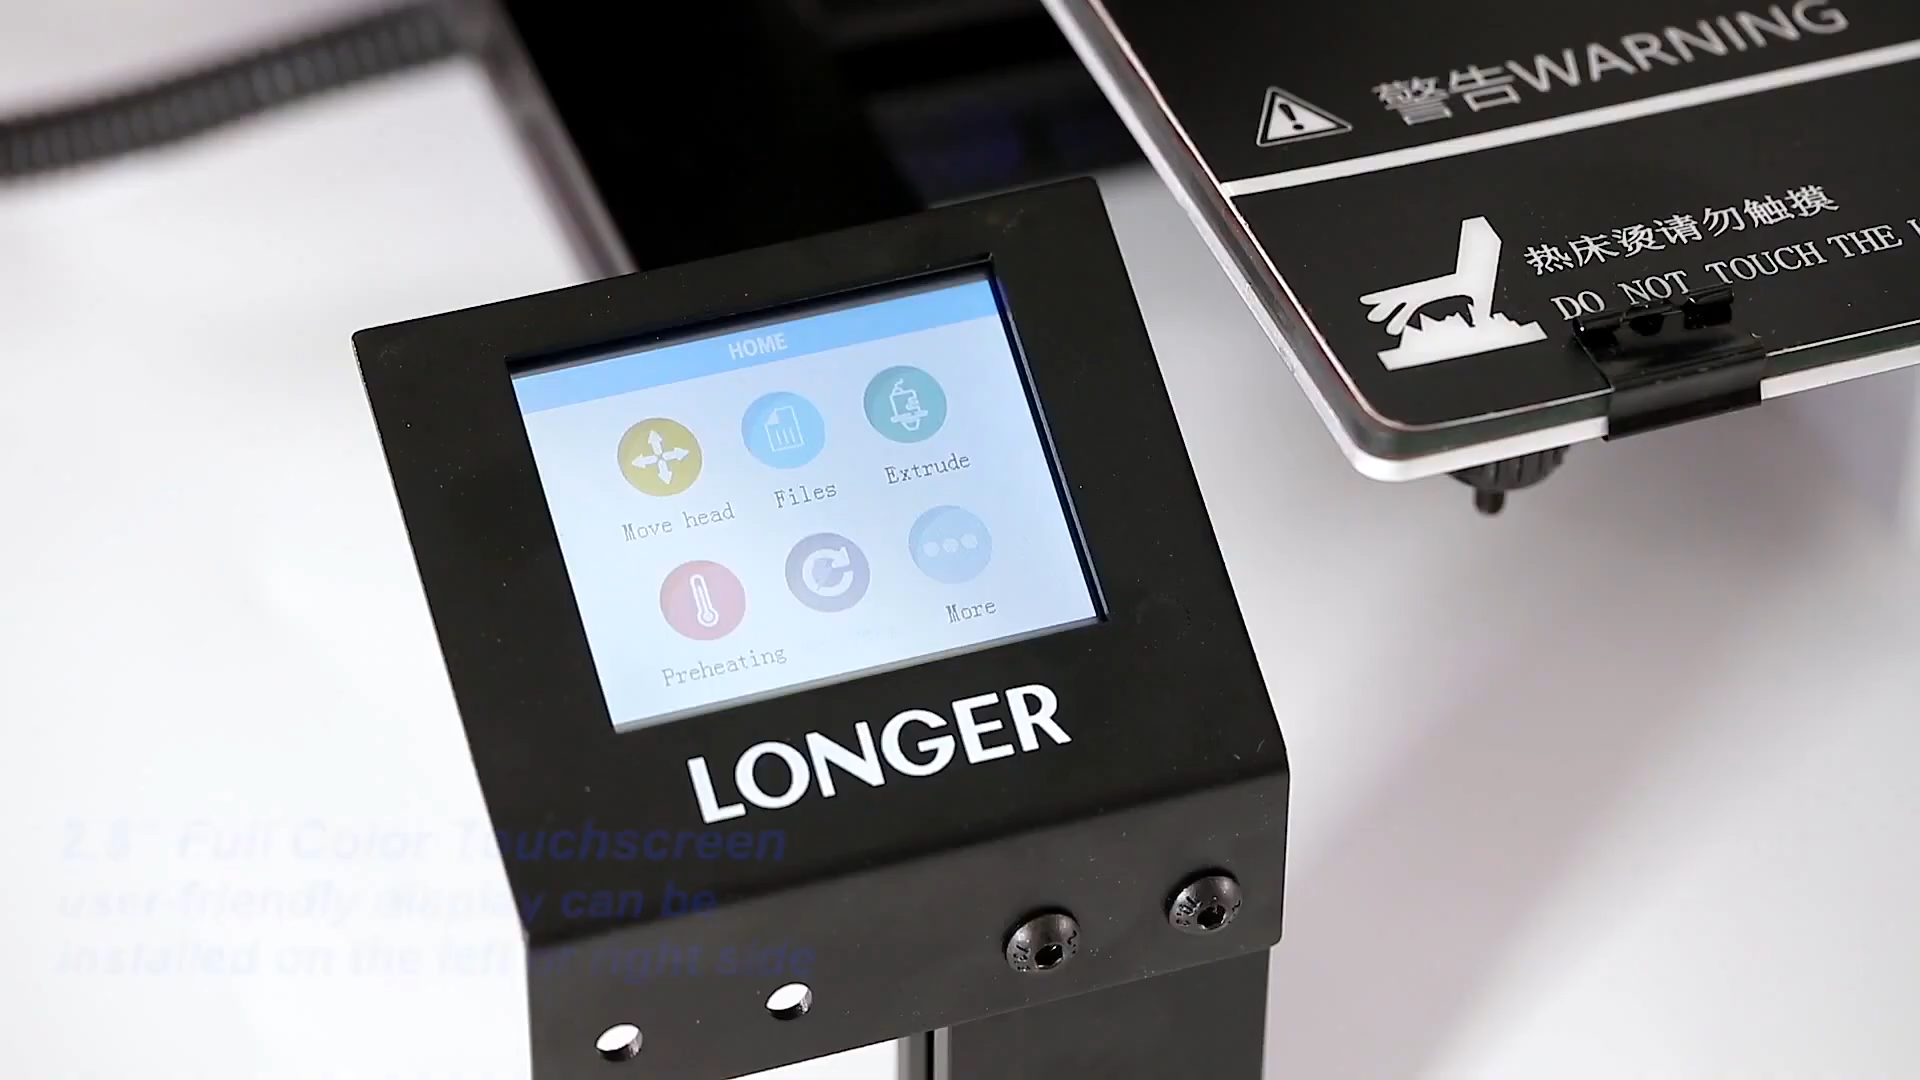 警告WARNING
热床烫请勿触摸
DO NOT TOUCH THE
HOME
Move head
Files
Extrude
Preheating
More
LONGER
2.8" Full Color Touchscreen
user-friendly display can be
installed on the left or right side